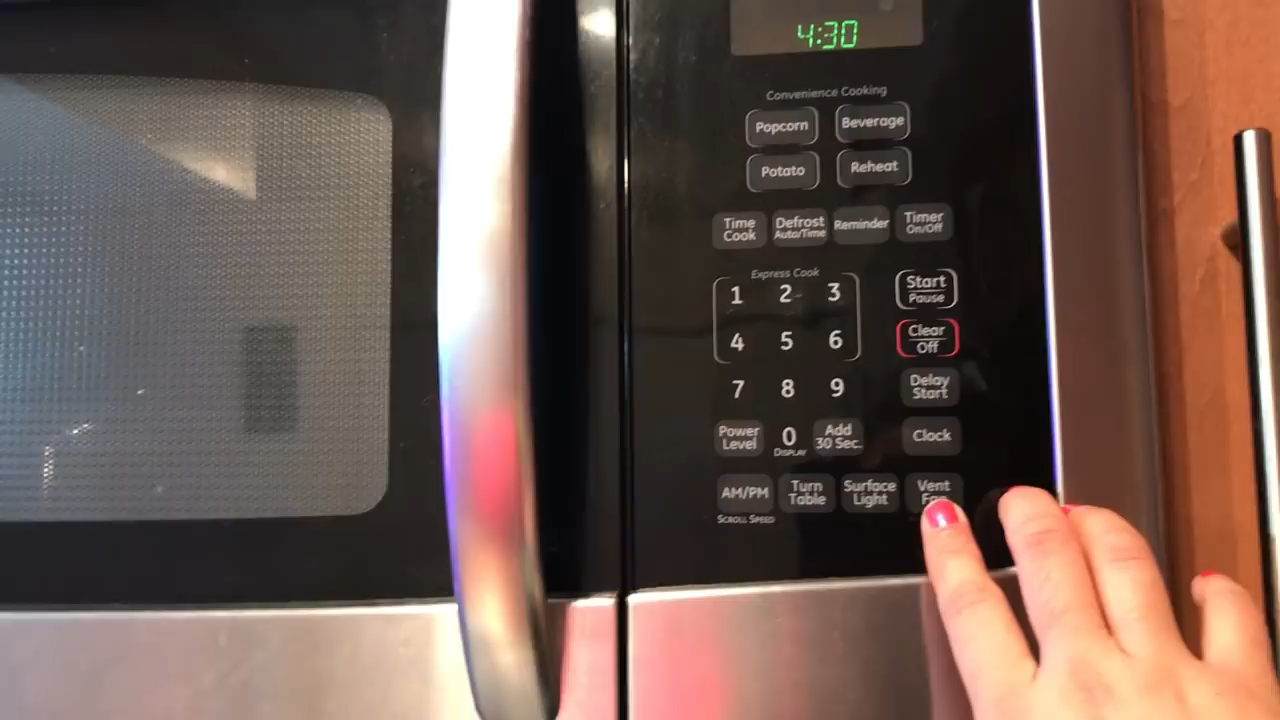 4:30
Convenience Cooking
Popcorn
Beverage
Potato
Reheat
Time
Cook
Defrost
Auto/Time
Reminder
Timer
On/Off
Express Cook
1 2 3
Start
Pause
4 5 6
Clear
Off
7 8 9
Delay
Start
Power
Level
0
DISPLAY
Add
30 Sec.
Clock
AM/PM
SCROLL SPEED
Turn
Table
Surface
Light
Vent